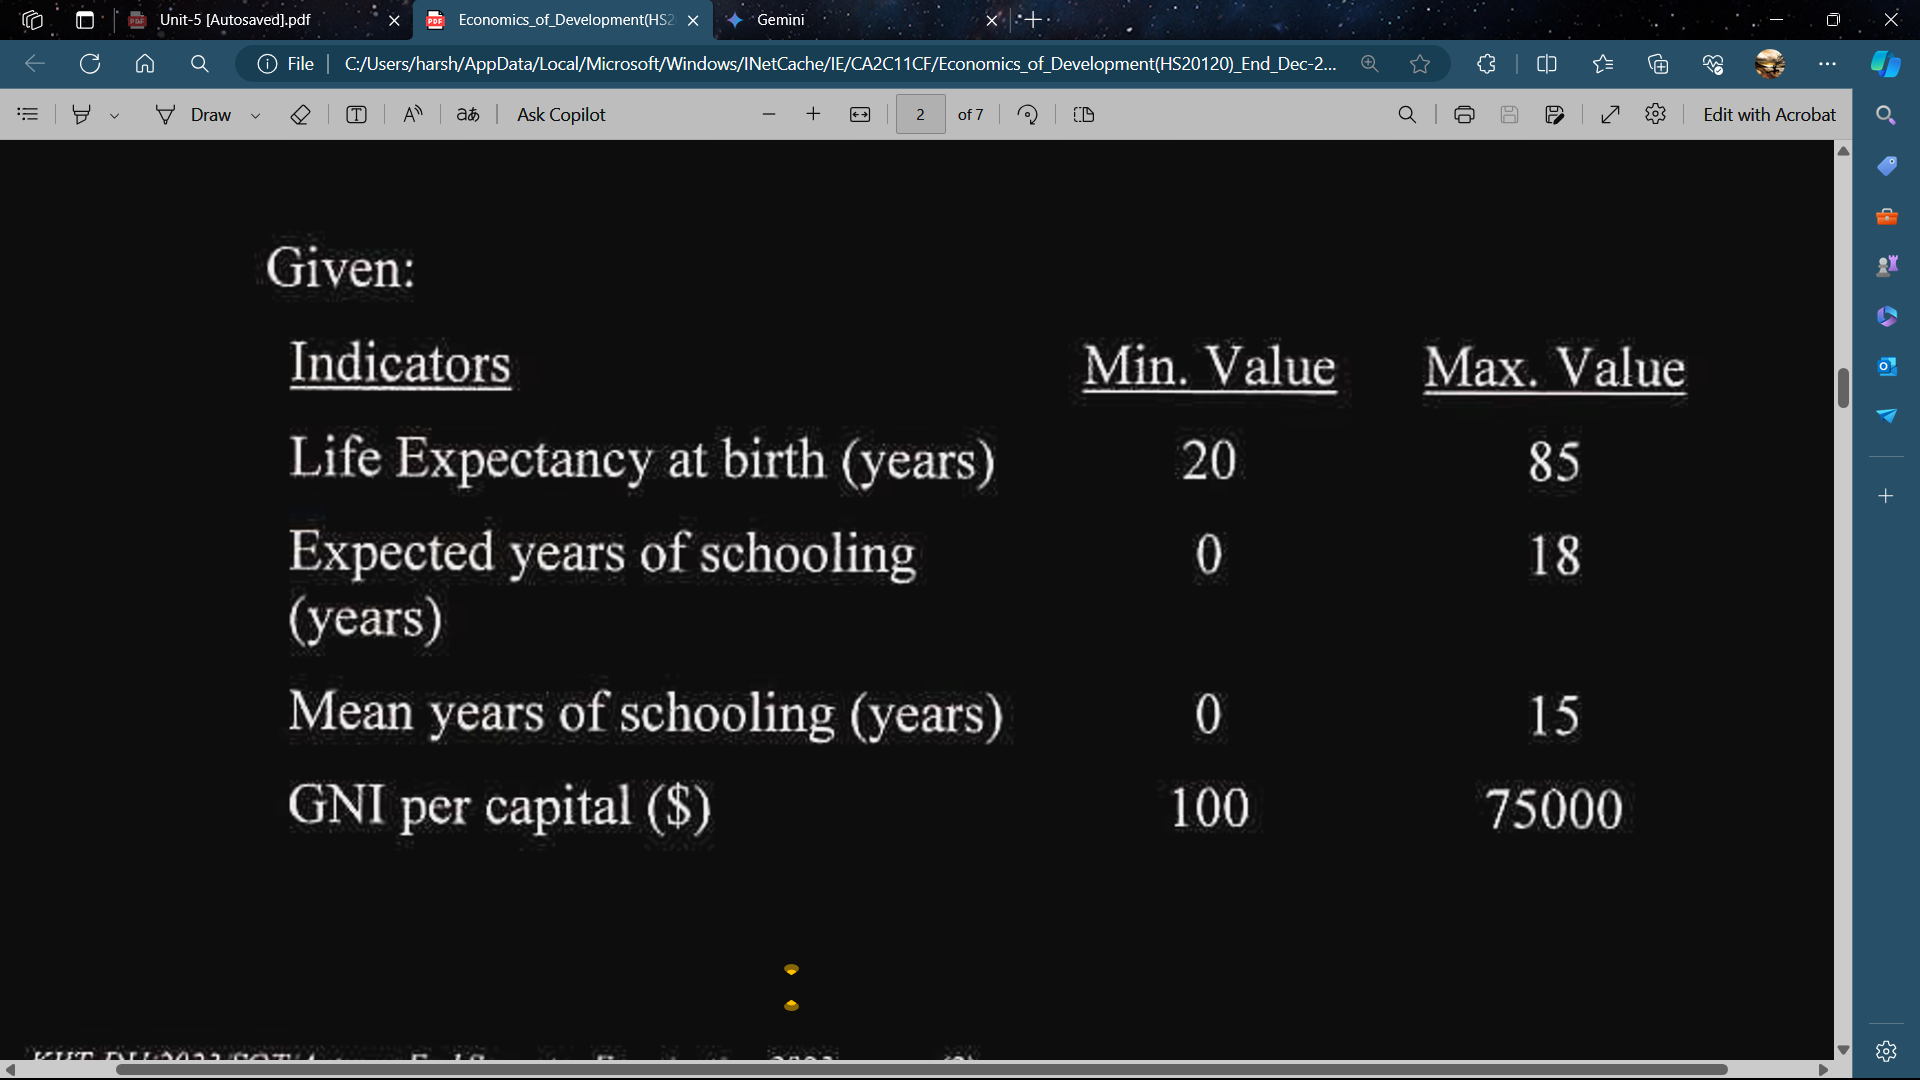 Unit-5 [Autosaved].pdf
Economics_of_Development(HS2
Gemini
File
C:/Users/harsh/AppData/Local/Microsoft/Windows/INetCache/IE/CA2C11CF/Economics_of_Development(HS20120)_End_Dec-2...
Draw
Ask Copilot
2 of 7
Edit with Acrobat
Given:
Indicators Min. Value Max. Value
Life Expectancy at birth (years) 20 85
Expected years of schooling 0 18
(years)
Mean years of schooling (years) 0 15
GNI per capital ($) 100 75000